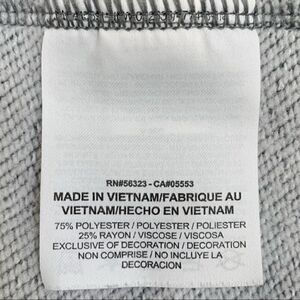 RN#56323 - CA#05553
MADE IN VIETNAM/FABRIQUE AU
VIETNAM/HECHO EN VIETNAM
75% POLYESTER / POLYESTER / POLIESTER
25% RAYON / VISCOSE / VISCOSA
EXCLUSIVE OF DECORATION / DECORATION
NON COMPRISE / NO INCLUYE LA
DECORACION